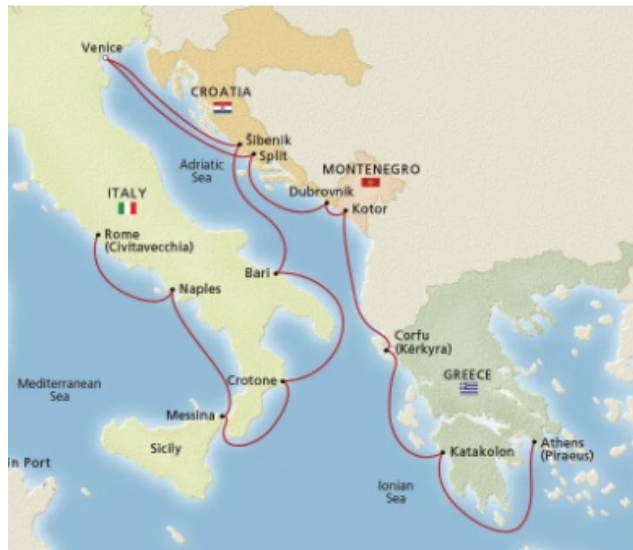 Venice
CROATIA
Šibenik
Split
Adriatic
Sea
MONTENEGRO
ITALY
Dubrovnik
Kotor
Rome
(Civitavecchia)
Bari
Naples
Corfu
(Kérkyra)
GREECE
Crotone
Mediterranean
Sea
Messina
Sicily
Katakolon
Athens
(Piraeus)
in Port
Ionian
Sea